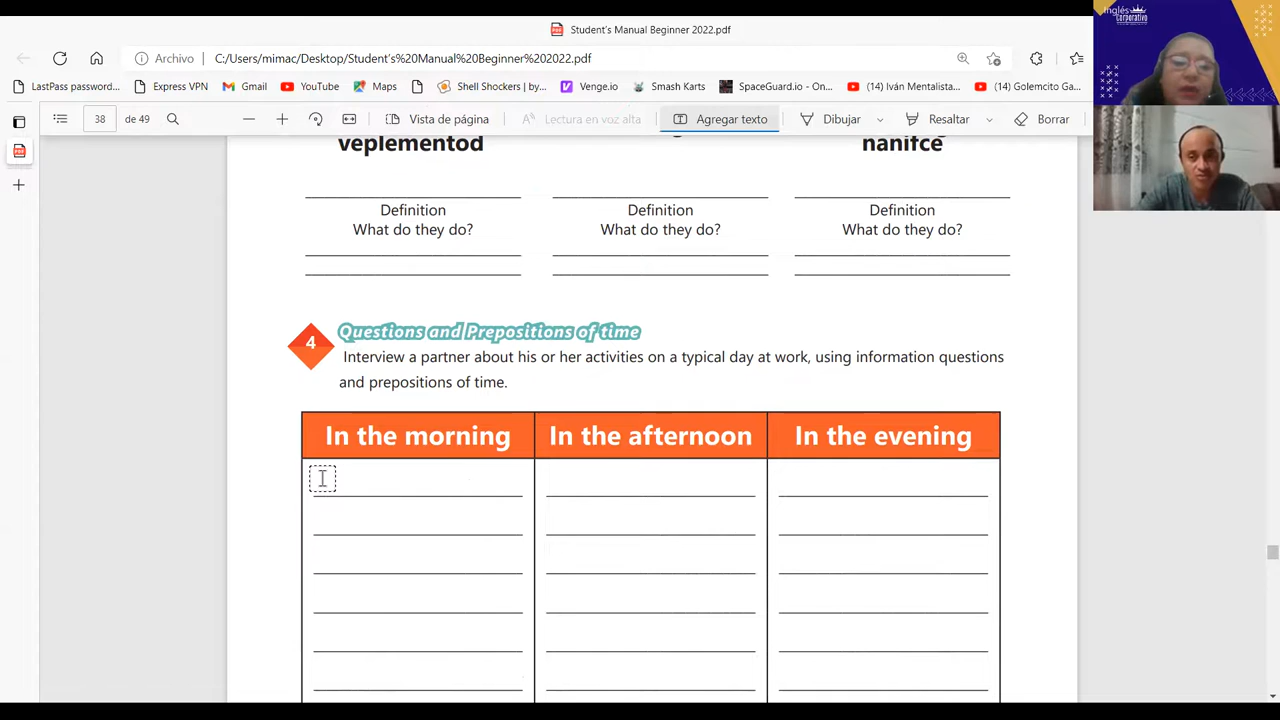 Student's Manual Beginner 2022.pdf
Archivo
C:/Users/mimac/Desktop/Student's%20Manual%20Beginner%202022.pdf
LastPass password...
Express VPN
Gmail
YouTube
Maps
Shell Shockers | by...
Venge.io
Smash Karts
SpaceGuard.io - On...
(14) Iván Mentalista...
(14) Golemcito Ga...
38
de 49
Vista de página
Lectura en voz alta
Agregar texto
Dibujar
Resaltar
Borrar
Inglés
Corporativo
veplementod
nanifce
Definition
What do they do?
Definition
What do they do?
Definition
What do they do?
4
Questions and Prepositions of time
Interview a partner about his or her activities on a typical day at work, using information questions
and prepositions of time.
In the morning
In the afternoon
In the evening